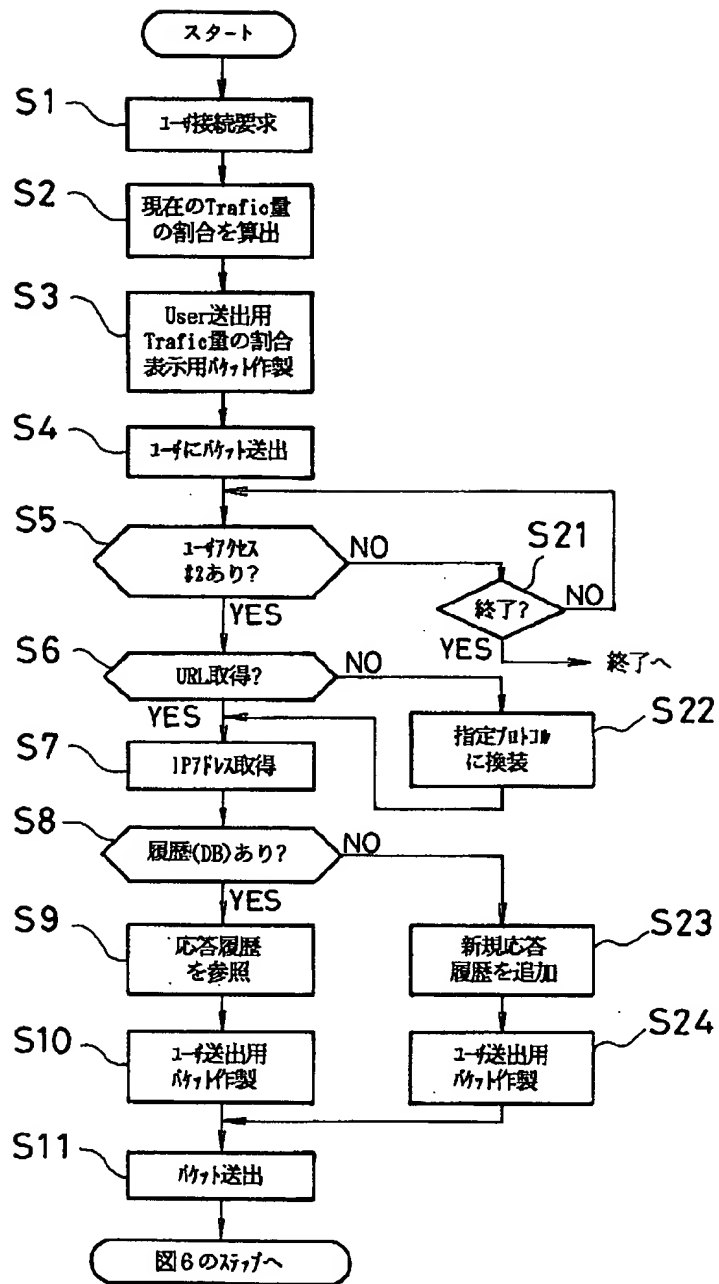 スタート
S1
ユーザ接続要求
S2
現在のTrafic量
の割合を算出
S3
User送出用
Trafic量の割合
表示用パケット作製
S4
ユーザにパケット送出
S5
ユーザアクセス
#2あり?
NO
S21
終了?
NO
YES
YES
終了へ
S6
URL取得?
NO
YES
S22
指定プロトコル
に換装
S7
IPアドレス取得
S8
履歴(DB)あり?
NO
YES
S9
応答履歴
を参照
S23
新規応答
履歴を追加
S10
ユーザ送出用
パケット作製
S24
ユーザ送出用
パケット作製
S11
パケット送出
図6のステップへ